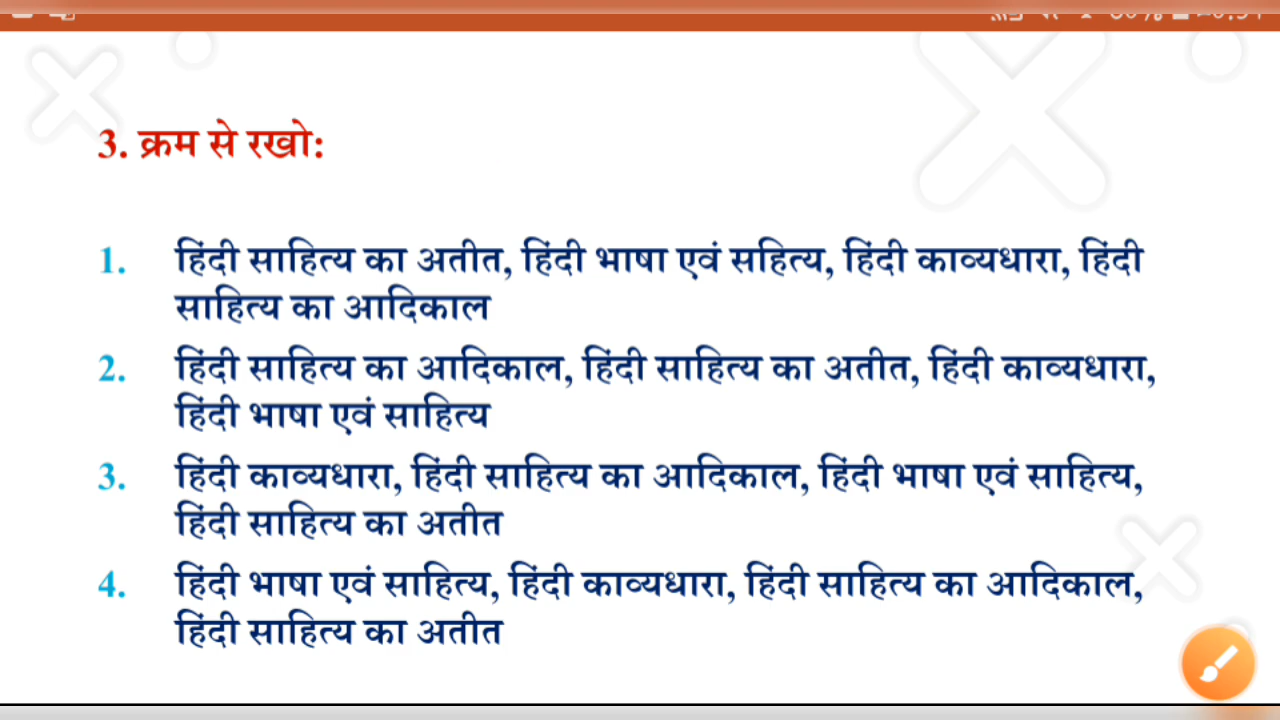 3. क्रम से रखो:
1. हिंदी साहित्य का अतीत, हिंदी भाषा एवं सहित्य, हिंदी काव्यधारा, हिंदी
साहित्य का आदिकाल
2. हिंदी साहित्य का आदिकाल, हिंदी साहित्य का अतीत, हिंदी काव्यधारा,
हिंदी भाषा एवं साहित्य
3. हिंदी काव्यधारा, हिंदी साहित्य का आदिकाल, हिंदी भाषा एवं साहित्य,
हिंदी साहित्य का अतीत
4. हिंदी भाषा एवं साहित्य, हिंदी काव्यधारा, हिंदी साहित्य का आदिकाल,
हिंदी साहित्य का अतीत